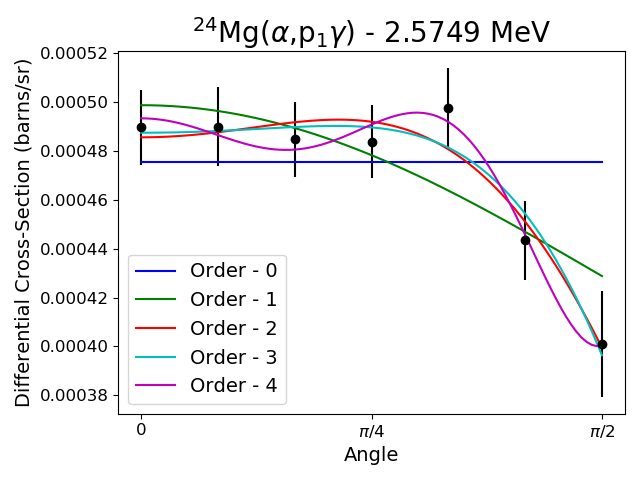 ²⁴Mg(α,p₁γ) - 2.5749 MeV
Differential Cross-Section (barns/sr)
0.00052
0.00050
0.00048
0.00046
0.00044
0.00042
0.00040
0.00038
Order - 0
Order - 1
Order - 2
Order - 3
Order - 4
0
π/4
π/2
Angle